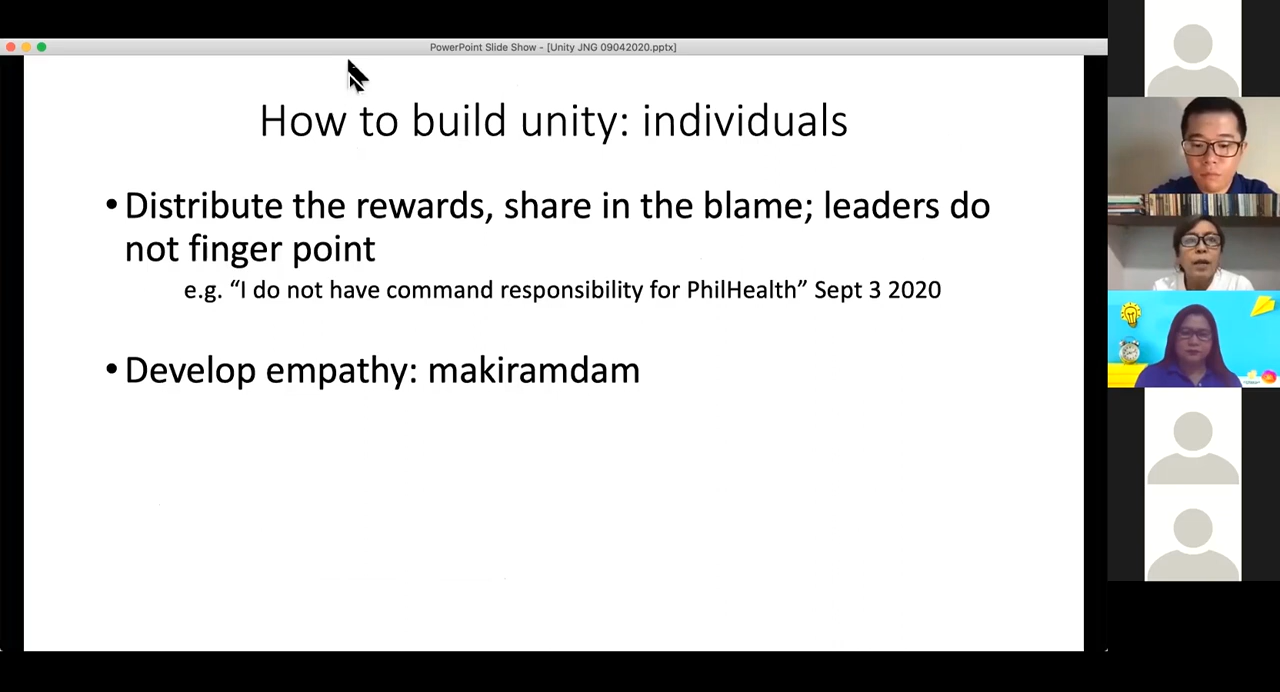 PowerPoint Slide Show - [Unity JNG 09042020.pptx]
How to build unity: individuals
•Distribute the rewards, share in the blame; leaders do
not finger point
e.g. “I do not have command responsibility for PhilHealth” Sept 3 2020
•Develop empathy: makiramdam